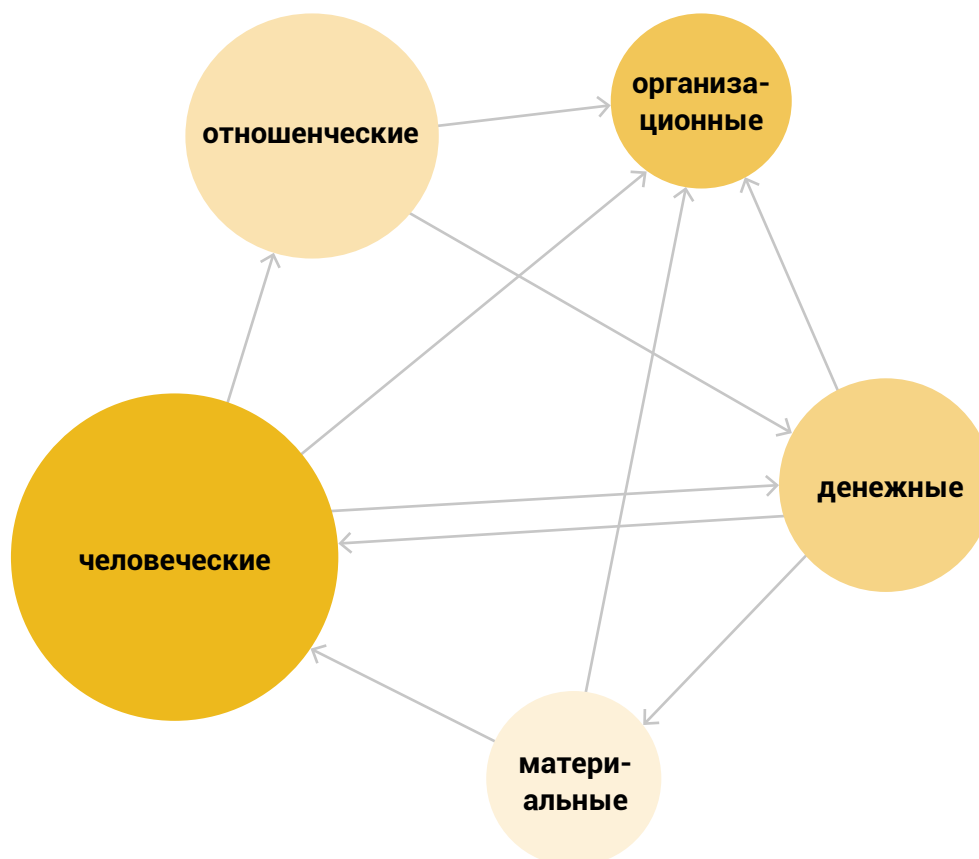 организа-
ционные
отношенческие
денежные
человеческие
матери-
альные